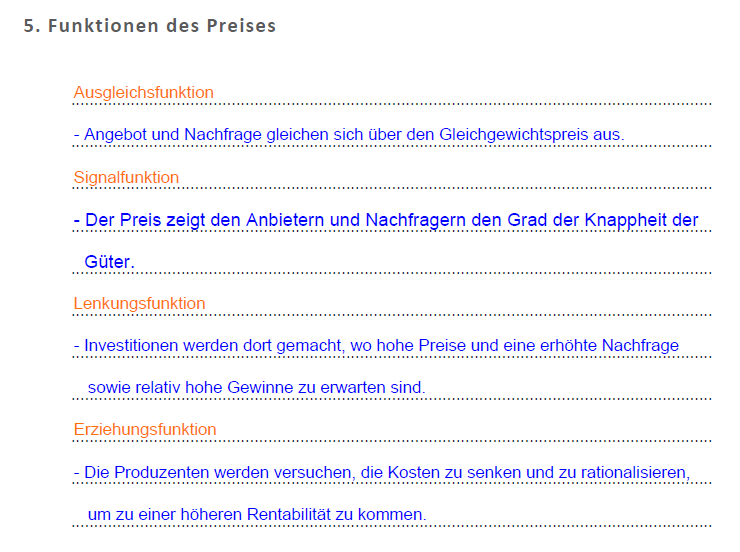 5. Funktionen des Preises
Ausgleichsfunktion
- Angebot und Nachfrage gleichen sich über den Gleichgewichtspreis aus.
Signalfunktion
- Der Preis zeigt den Anbietern und Nachfragern den Grad der Knappheit der
Güter.
Lenkungsfunktion
- Investitionen werden dort gemacht, wo hohe Preise und eine erhöhte Nachfrage
sowie relativ hohe Gewinne zu erwarten sind.
Erziehungsfunktion
- Die Produzenten werden versuchen, die Kosten zu senken und zu rationalisieren,
um zu einer höheren Rentabilität zu kommen.